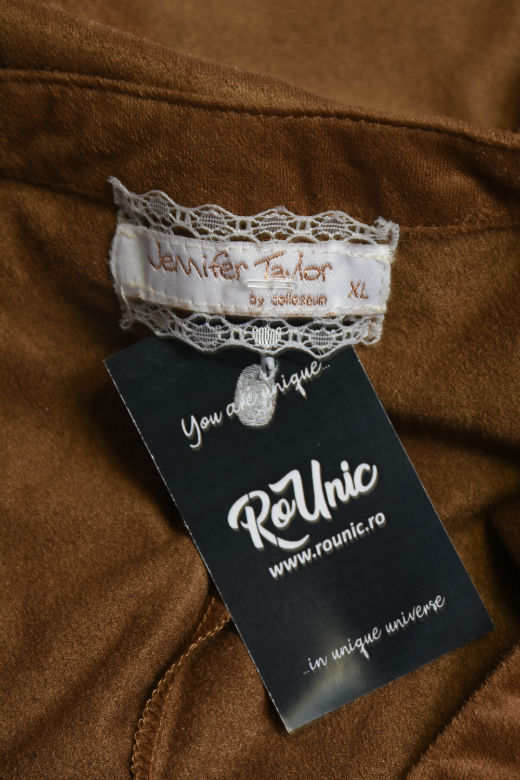 Jennifer Taylor
by colloseum XL
You are unique...
RoUnic
www.rounic.ro
...in unique universe